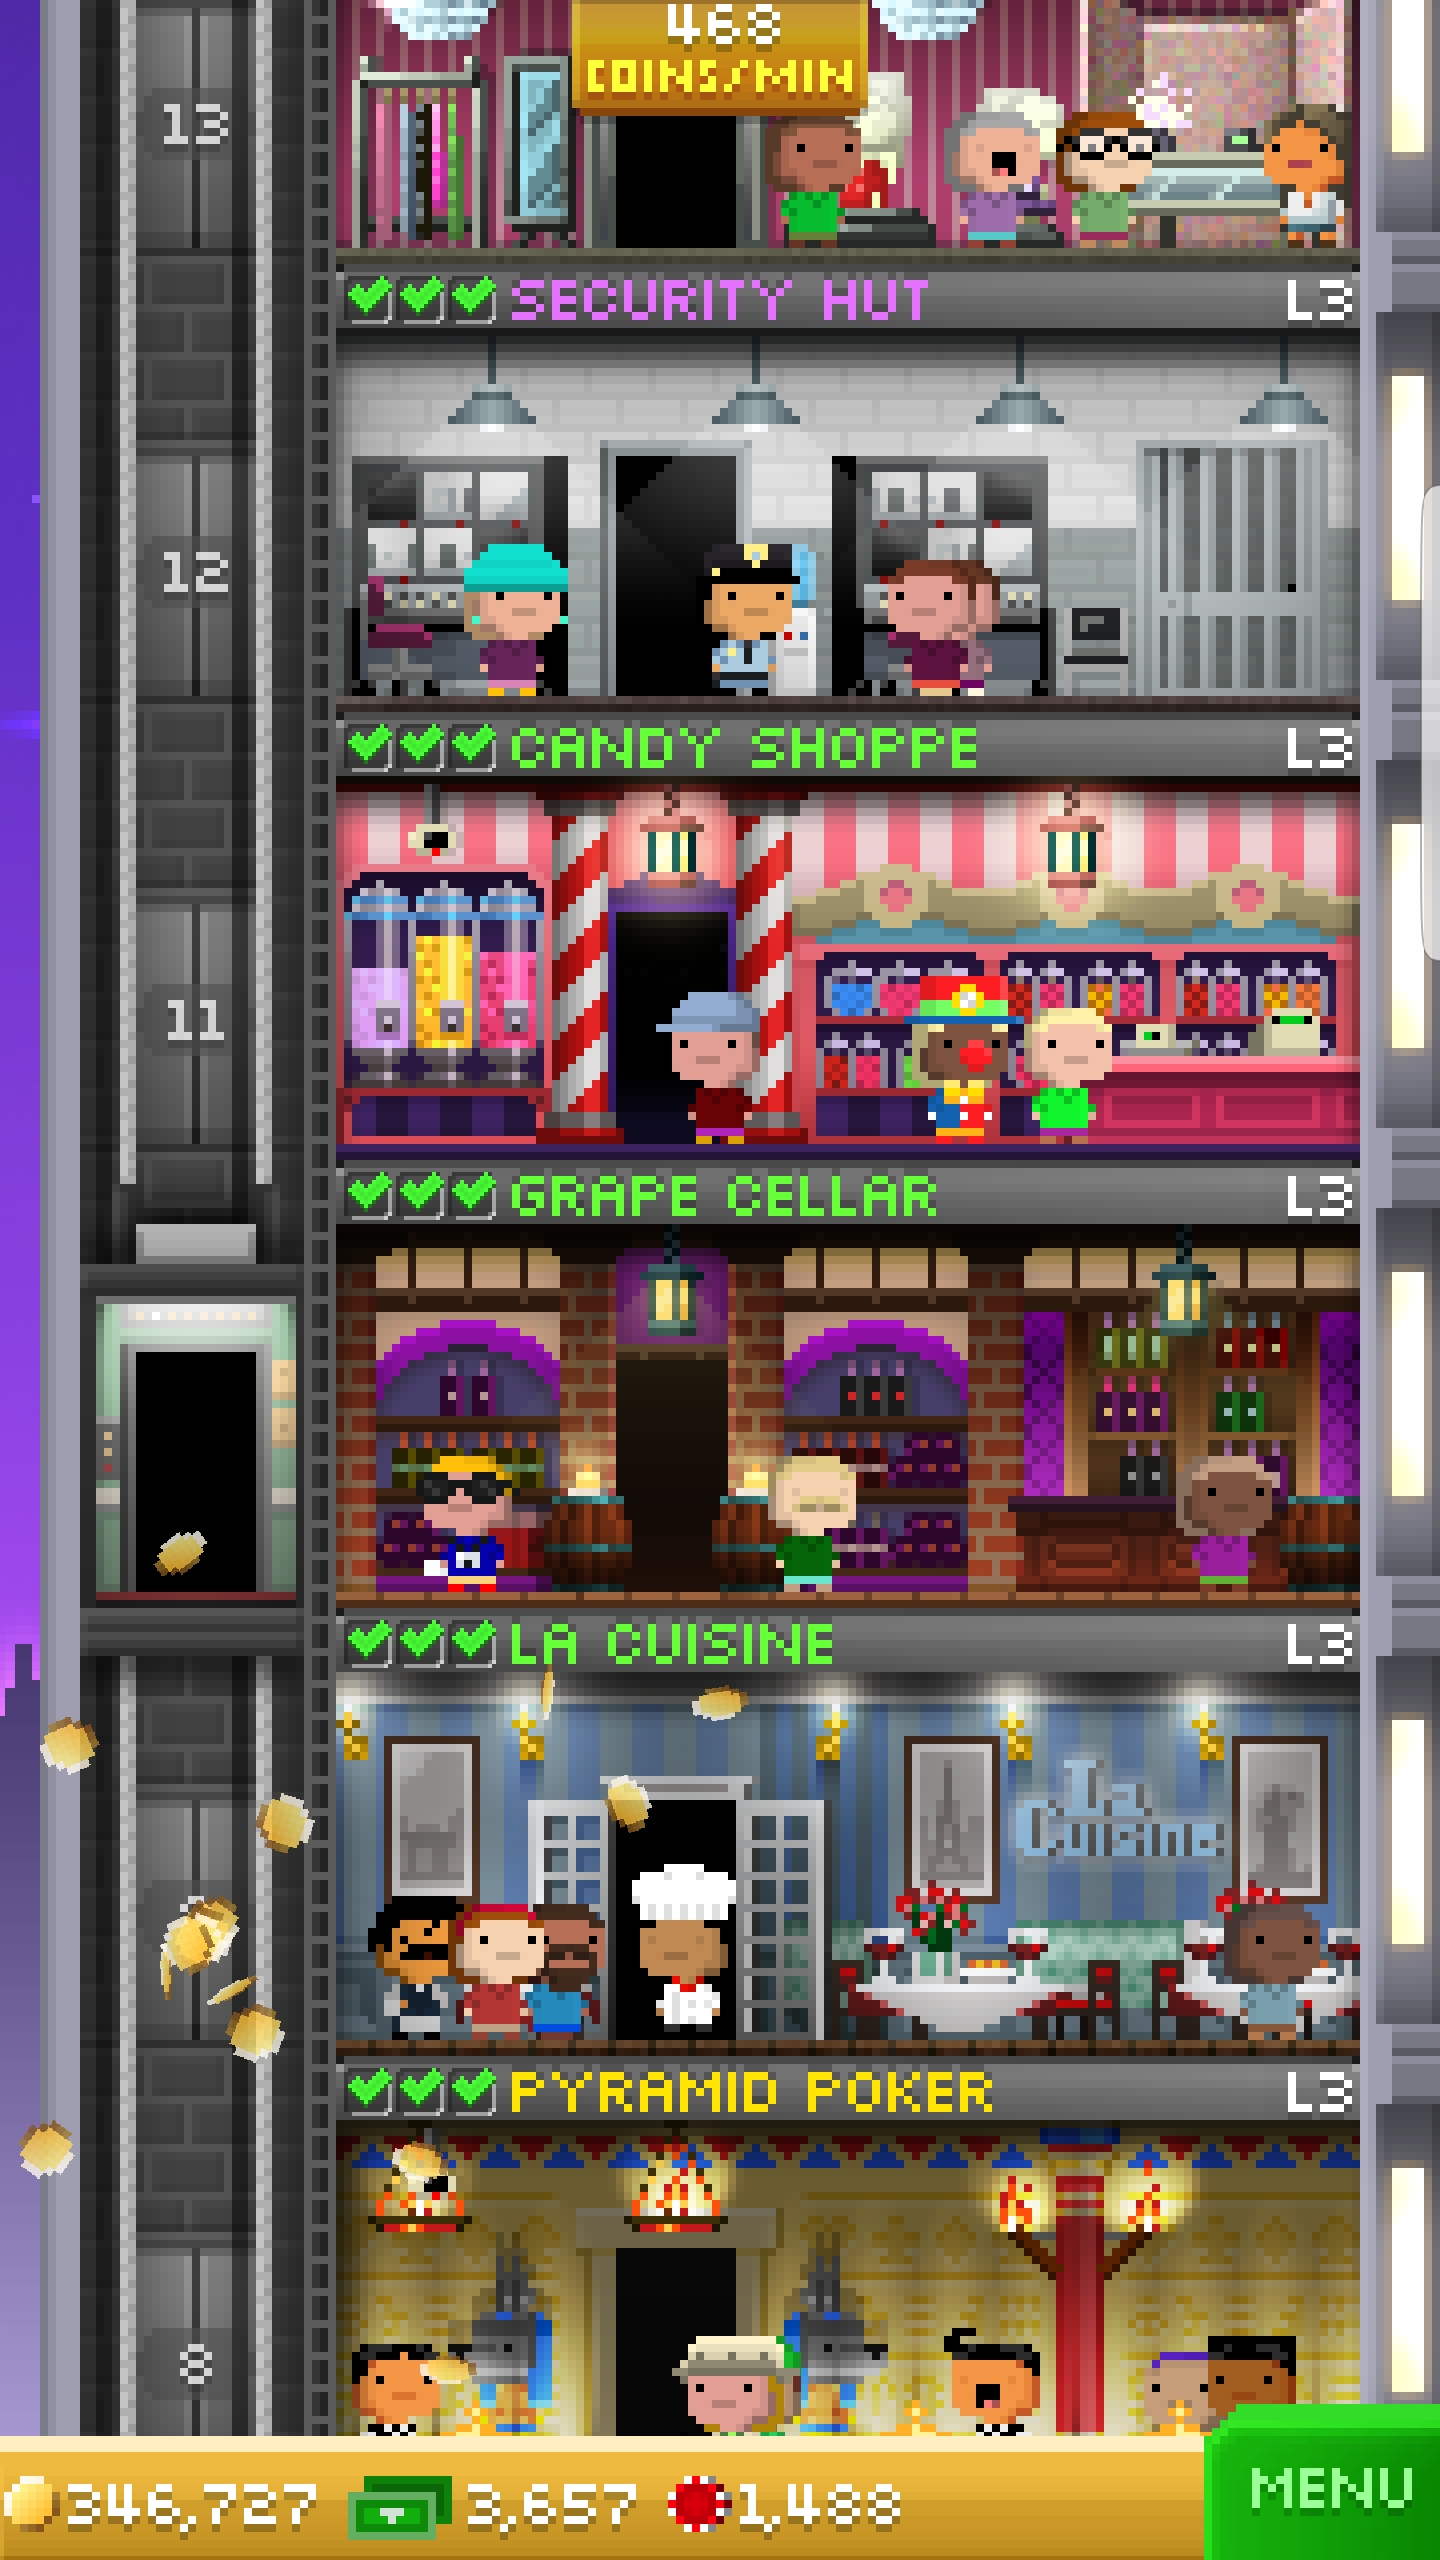 468
COINS/MIN
13
SECURITY HUT L3
12
CANDY SHOPPE L3
11
GRAPE CELLAR L3
LA CUISINE L3
La
Cuisine
PYRAMID POKER L3
8
346,727 3,657 1,488 MENU